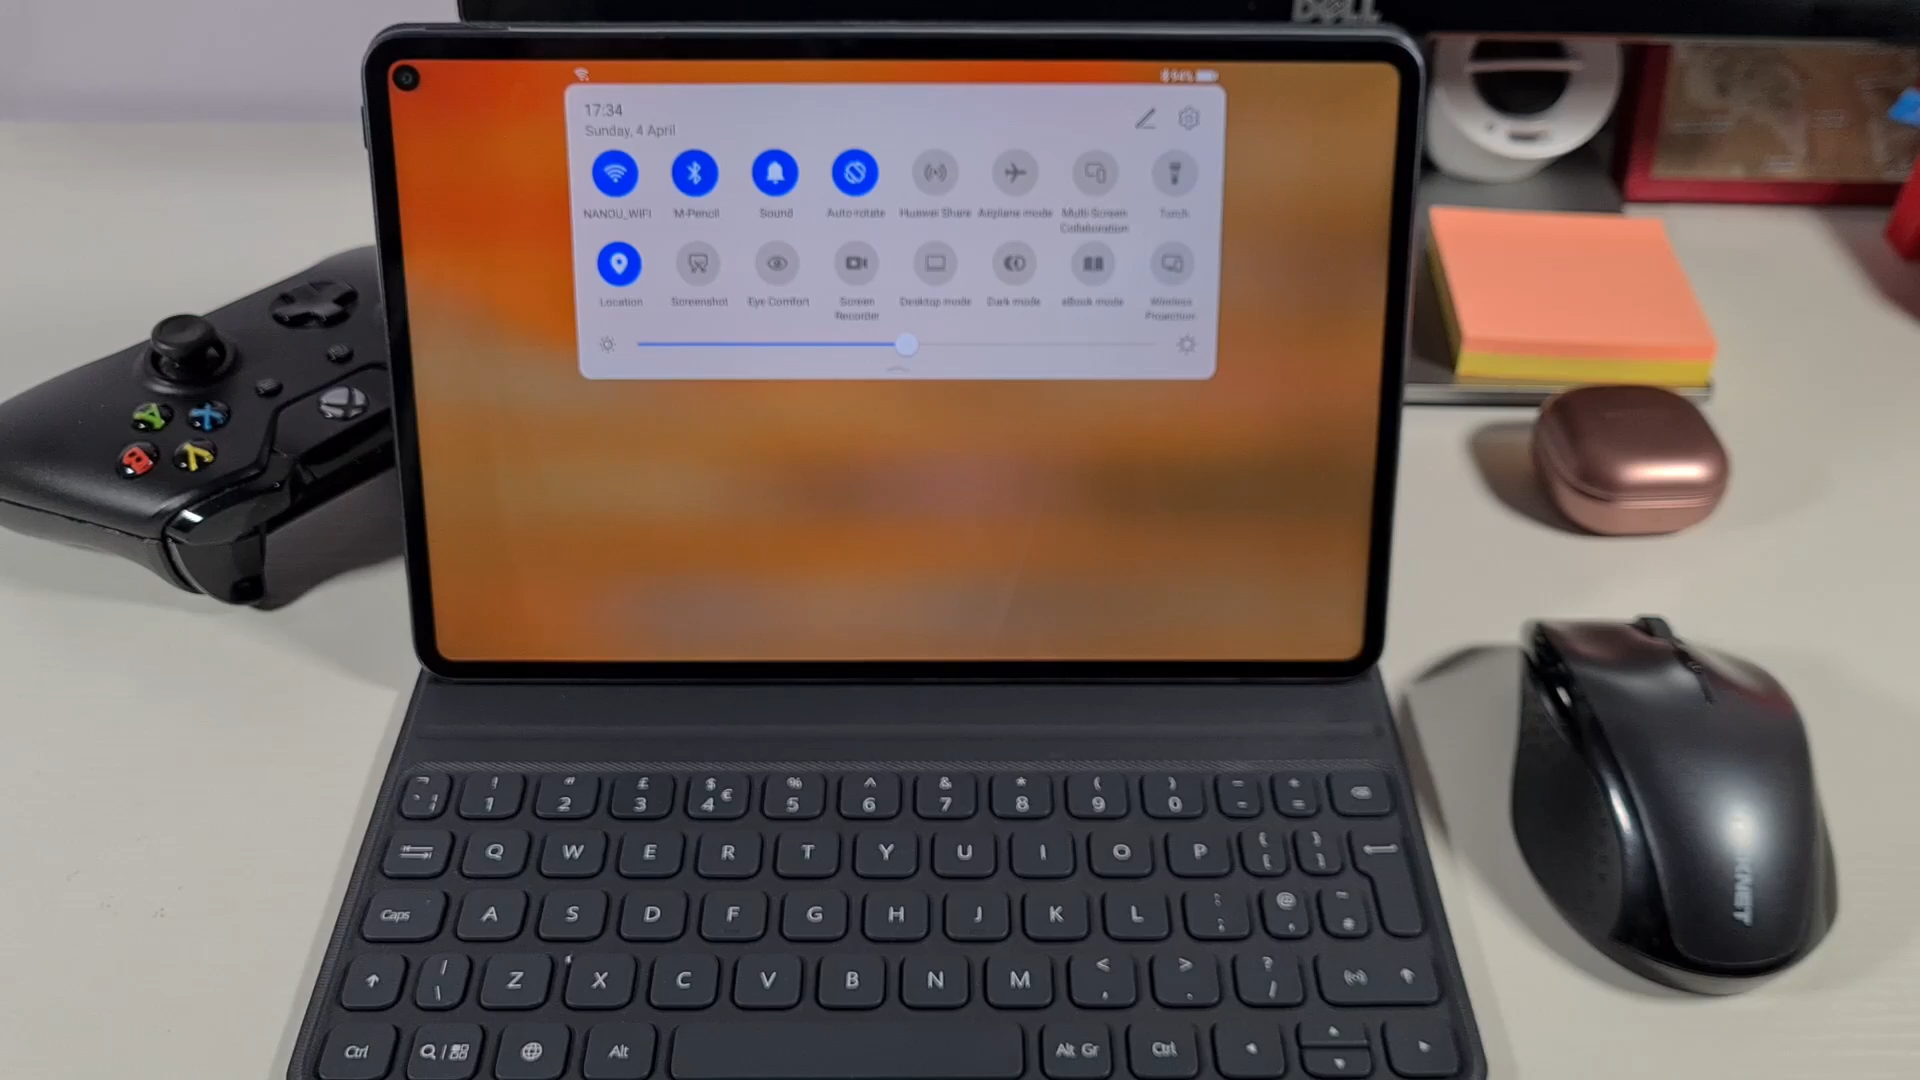 DELL
94%
17:34
Sunday, 4 April
NANDU_WIFI M-Pencil Sound Auto-rotate Huawei Share Airplane mode Multi-Screen Collaboration Torch
Location Screenshot Eye Comfort Screen Recorder Desktop mode Dark mode eBook mode Wireless Projection
Y X
B
! " £ $ € % ^ & * ( ) - +
1 2 3 4 5 6 7 8 9 0 - =
Q W E R T Y U I O P { }
[ ]
Caps A S D F G H J K L : @ ~
; ' #
| \ Z X C V B N M < > ?
, . /
Ctrl Alt Alt Gr Ctrl